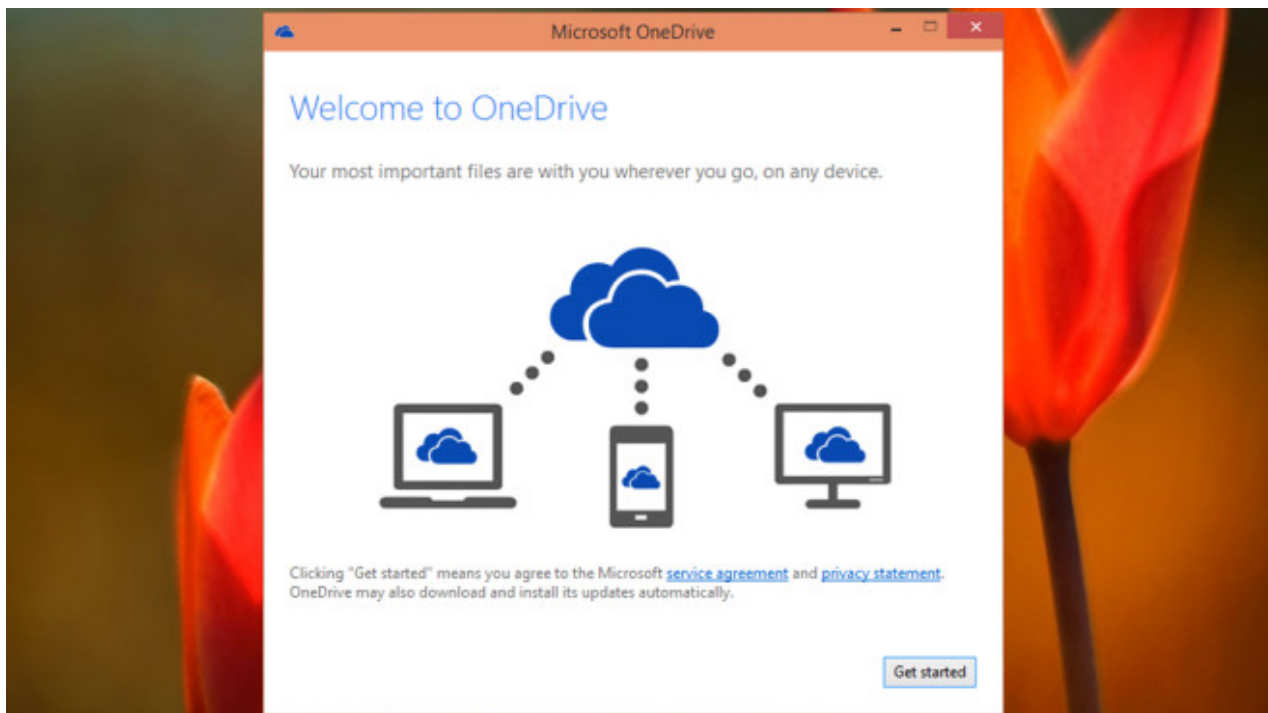 Microsoft OneDrive
Welcome to OneDrive
Your most important files are with you wherever you go, on any device.
Clicking "Get started" means you agree to the Microsoft service agreement and privacy statement.
OneDrive may also download and install its updates automatically.
Get started